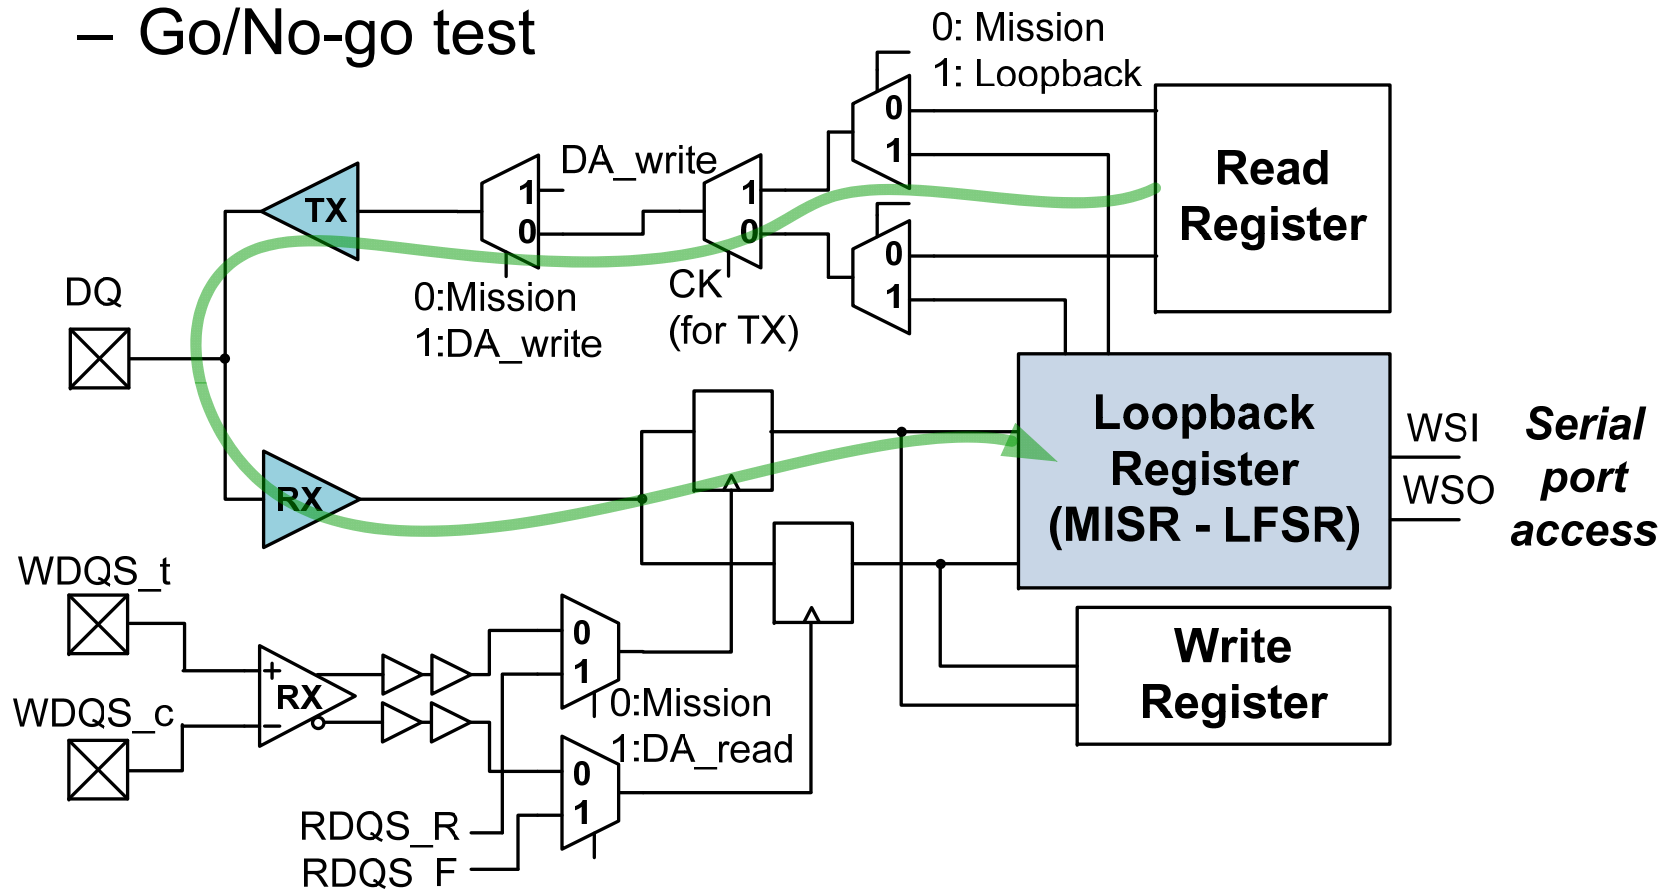 – Go/No-go test
0: Mission
1: Loopback
0
1
Read
Register
DA_write
1
0
1
0
TX
0
1
CK
(for TX)
0:Mission
1:DA_write
DQ
Loopback
Register
(MISR - LFSR)
WSI
WSO
Serial
port
access
RX
WDQS_t
WDQS_c
+
RX
–
0
1
0:Mission
1:DA_read
0
1
Write
Register
RDQS_R
RDQS F